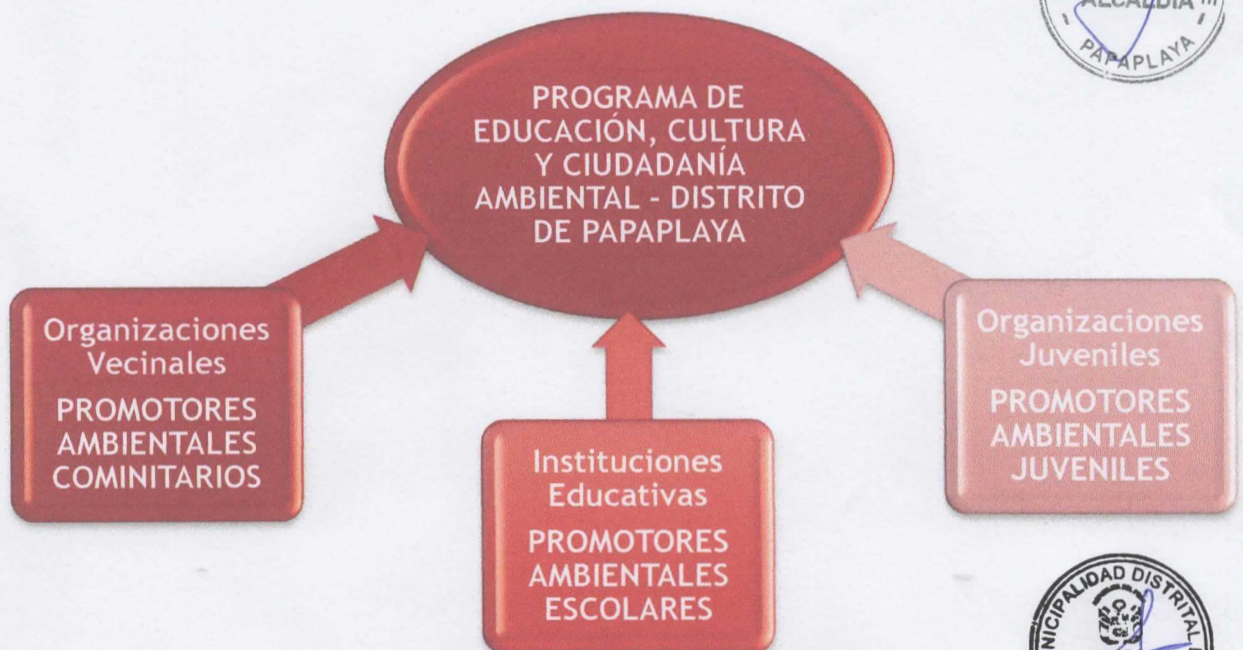 ALCALDIA
PAPAPLAYA
PROGRAMA DE
EDUCACIÓN, CULTURA
Y CIUDADANÍA
AMBIENTAL - DISTRITO
DE PAPAPLAYA
Organizaciones
Vecinales
PROMOTORES
AMBIENTALES
COMINITARIOS
Instituciones
Educativas
PROMOTORES
AMBIENTALES
ESCOLARES
Organizaciones
Juveniles
PROMOTORES
AMBIENTALES
JUVENILES
DISTRITAL